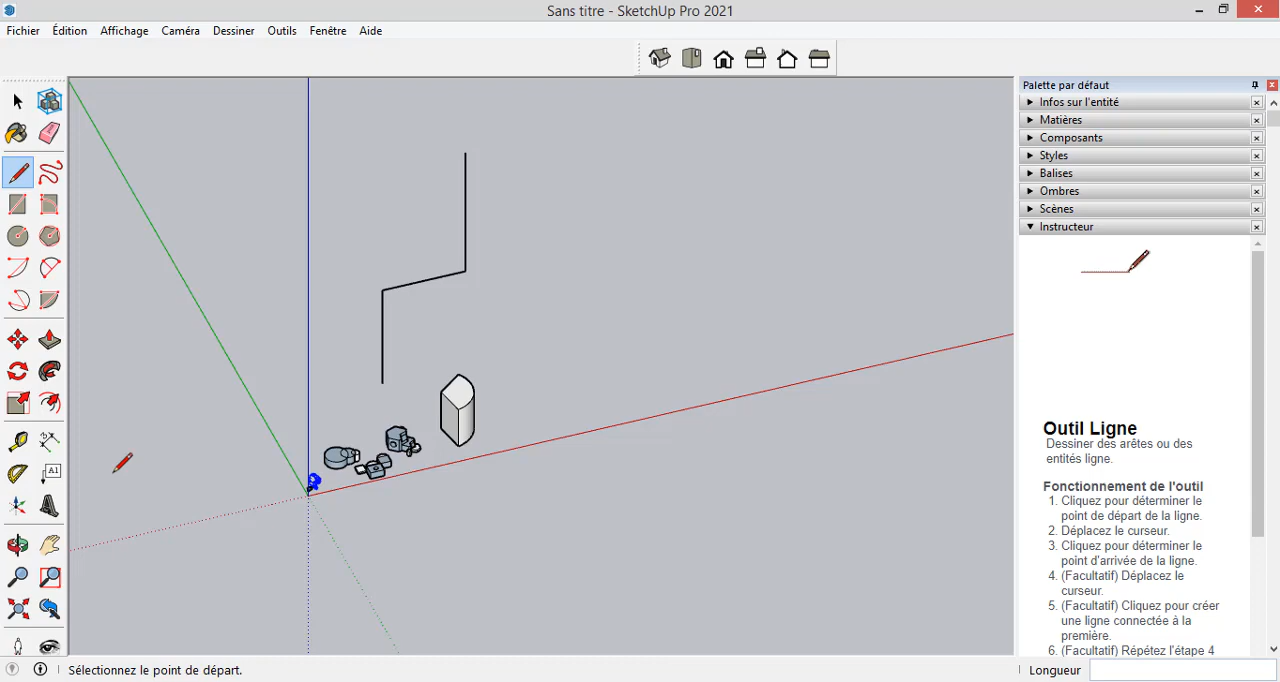 Sans titre - SketchUp Pro 2021
Fichier Édition Affichage Caméra Dessiner Outils Fenêtre Aide
Palette par défaut
Infos sur l'entité
Matières
Composants
Styles
Balises
Ombres
Scènes
Instructeur
Outil Ligne
Dessiner des arêtes ou des
entités ligne.
Fonctionnement de l'outil
1. Cliquez pour déterminer le
point de départ de la ligne.
2. Déplacez le curseur.
3. Cliquez pour déterminer le
point d'arrivée de la ligne.
4. (Facultatif) Déplacez le
curseur.
5. (Facultatif) Cliquez pour créer
une ligne connectée à la
première.
6. (Facultatif) Répétez l'étape 4
Sélectionnez le point de départ.
Longueur